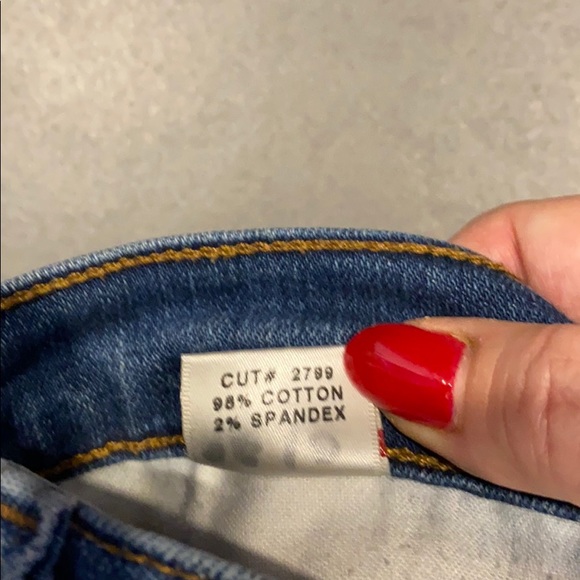 CUT# 2799
98% COTTON
2% SPANDEX